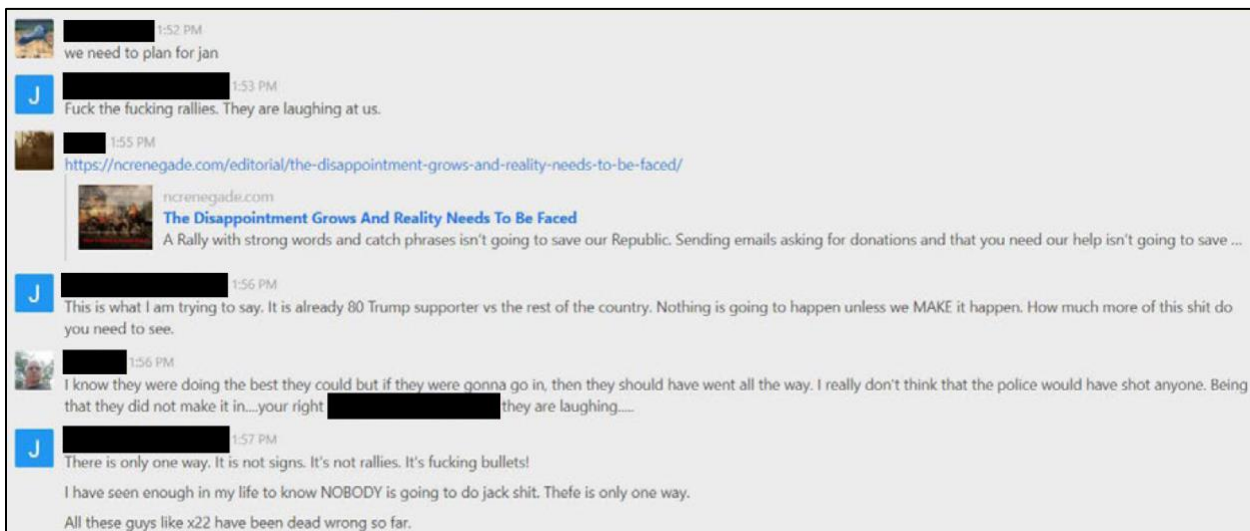 1:52 PM
we need to plan for jan
J
1:53 PM
Fuck the fucking rallies. They are laughing at us.
1:55 PM
https://ncrenegade.com/editorial/the-disappointment-grows-and-reality-needs-to-be-faced/
ncrenegade.com
The Disappointment Grows And Reality Needs To Be Faced
A Rally with strong words and catch phrases isn't going to save our Republic. Sending emails asking for donations and that you need our help isn't going to save ...
J
1:56 PM
This is what I am trying to say. It is already 80 Trump supporter vs the rest of the country. Nothing is going to happen unless we MAKE it happen. How much more of this shit do
you need to see.
1:56 PM
I know they were doing the best they could but if they were gonna go in, then they should have went all the way. I really don't think that the police would have shot anyone. Being
that they did not make it in....your right they are laughing.....
J
1:57 PM
There is only one way. It is not signs. It's not rallies. It's fucking bullets!
I have seen enough in my life to know NOBODY is going to do jack shit. Thefe is only one way.
All these guys like x22 have been dead wrong so far.